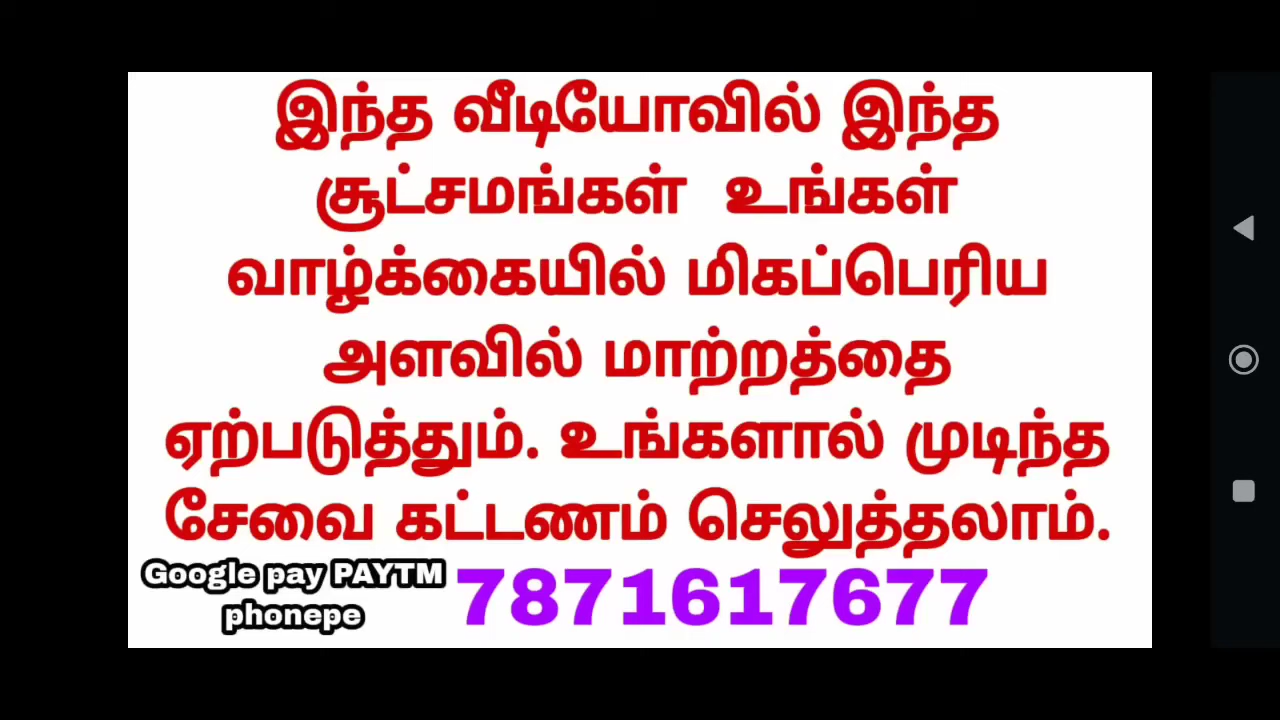 இந்த வீடியோவில் இந்த
சூட்சமங்கள் உங்கள்
வாழ்க்கையில் மிகப்பெரிய
அளவில் மாற்றத்தை
ஏற்படுத்தும். உங்களால் முடிந்த
சேவை கட்டணம் செலுத்தலாம்.
Google pay PAYTM
phonepe
7871617677